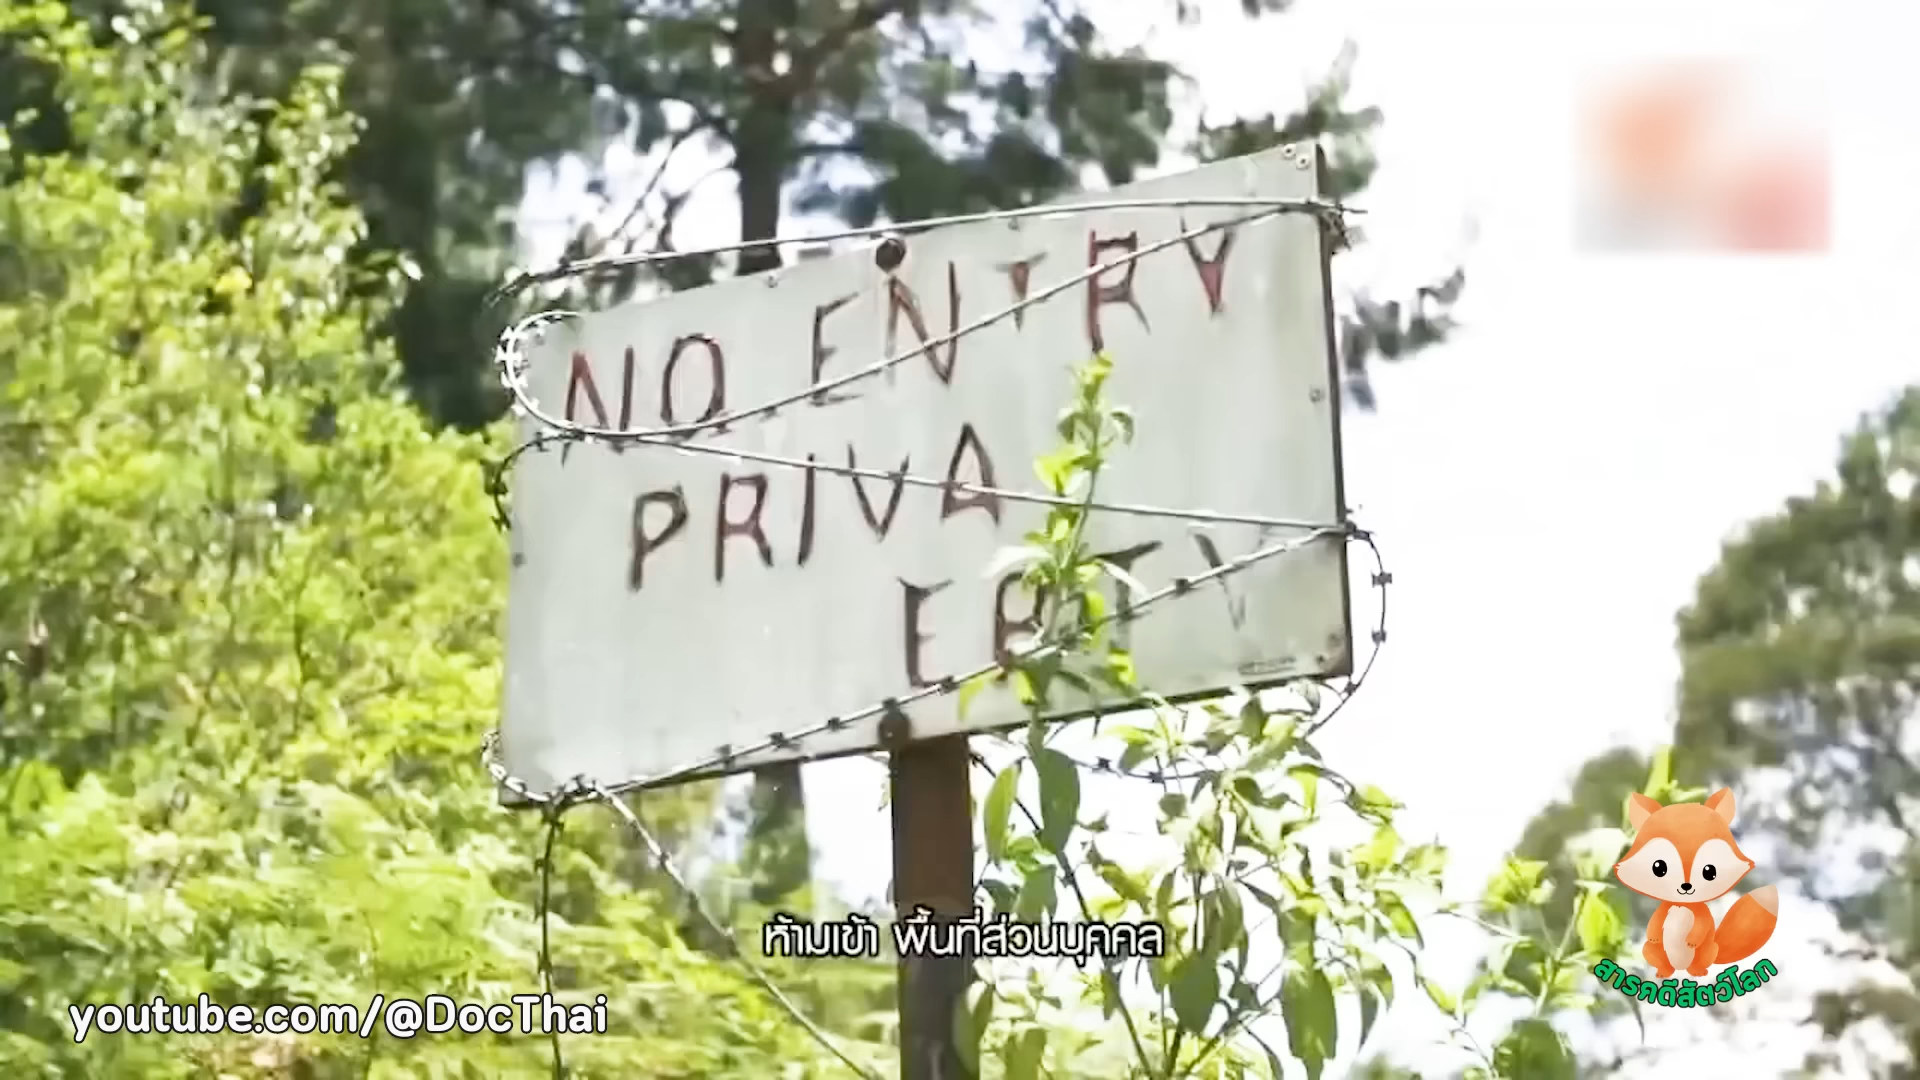 NO ENTRY
PRIVA
ERTY
ห้ามเข้า พื้นที่ส่วนบุคคล
youtube.com/@DocThai
สารคดีสัตว์โลก